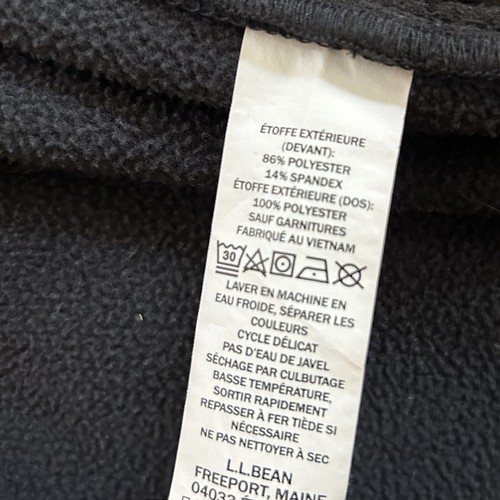 ÉTOFFE EXTÉRIEURE
(DEVANT):
86% POLYESTER
14% SPANDEX
ÉTOFFE EXTÉRIEURE (DOS):
100% POLYESTER
SAUF GARNITURES
FABRIQUÉ AU VIETNAM
30
LAVER EN MACHINE EN
EAU FROIDE, SÉPARER LES
COULEURS
CYCLE DÉLICAT
PAS D'EAU DE JAVEL
SÉCHAGE PAR CULBUTAGE
BASSE TEMPÉRATURE,
SORTIR RAPIDEMENT
REPASSER À FER TIÈDE SI
NÉCESSAIRE
NE PAS NETTOYER À SEC
L.L.BEAN
FREEPORT, MAINE
04033